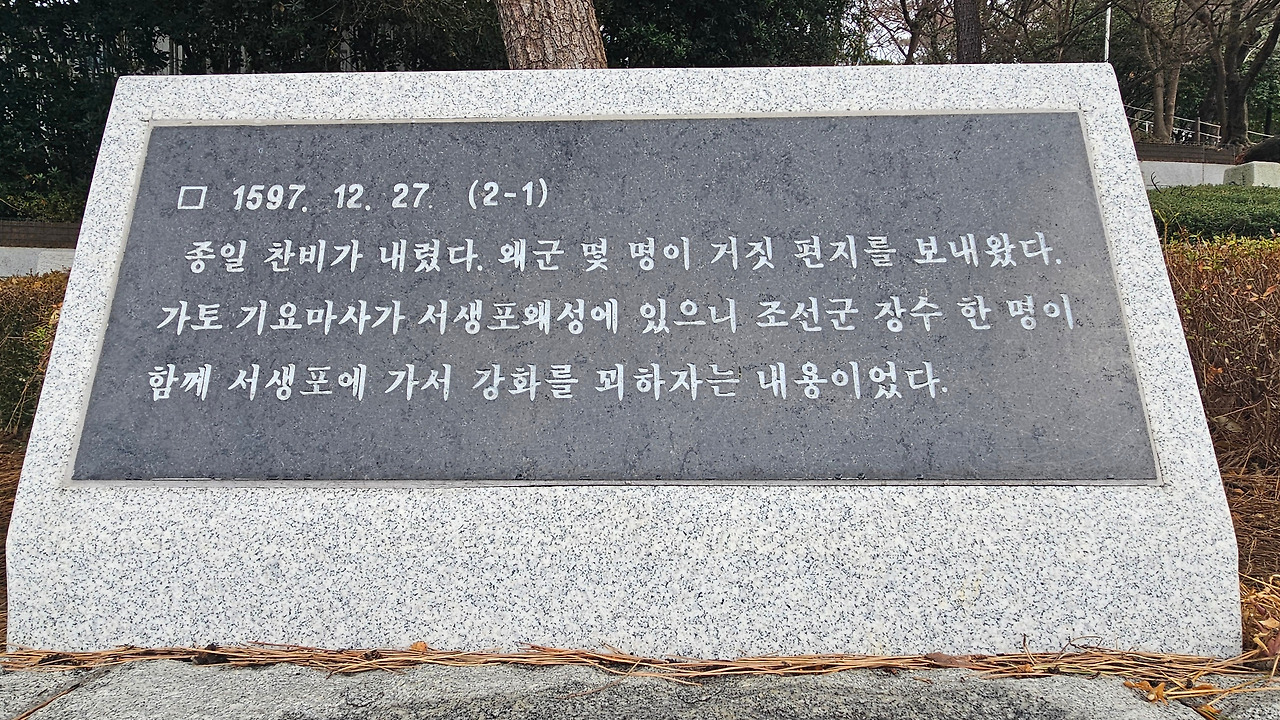 □ 1597. 12. 27. (2-1)
종일 찬비가 내렸다. 왜군 몇 명이 거짓 편지를 보내왔다.
가토 기요마사가 서생포왜성에 있으니 조선군 장수 한 명이
함께 서생포에 가서 강화를 꾀하자는 내용이었다.